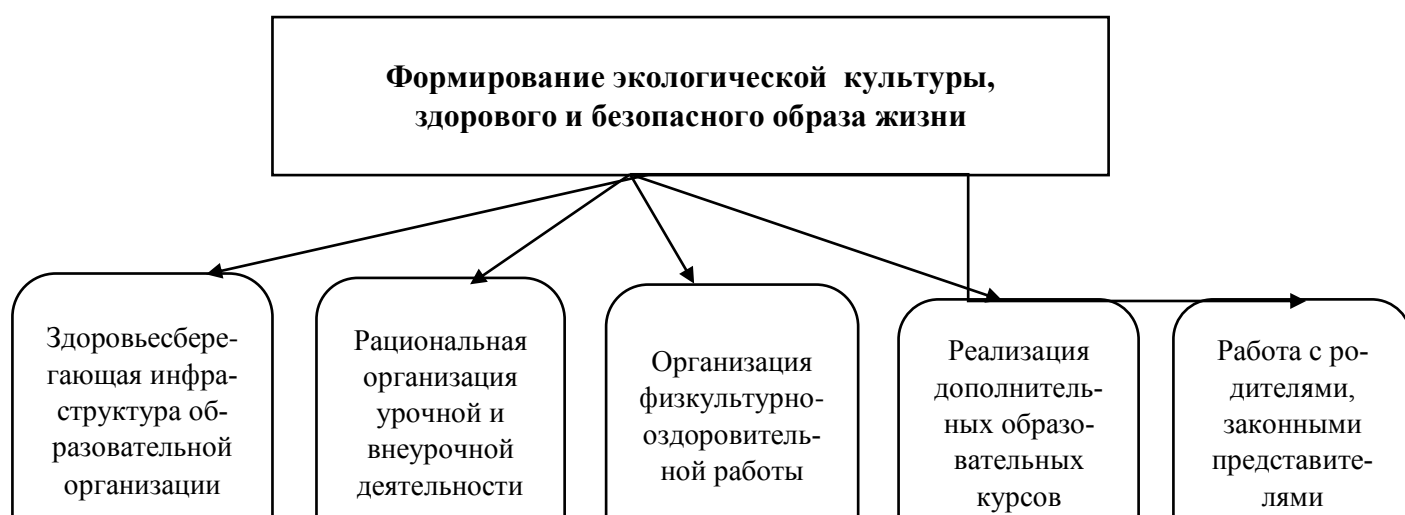 Формирование экологической культуры,
здорового и безопасного образа жизни
Здоровьесбере-
гающая инфра-
структура об-
разовательной
организации
Рациональная
организация
урочной и
внеурочной
деятельности
Организация
физкультурно-
оздоровитель-
ной работы
Реализация
дополнитель-
ных образо-
вательных
курсов
Работа с ро-
дителями,
законными
представите-
лями